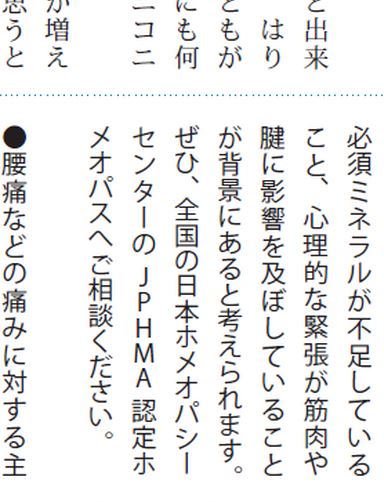 と出来
はり
ともが
にも何
ニコニ
が増え
思うと
必須ミネラルが不足している
こと、心理的な緊張が筋肉や
腱に影響を及ぼしていること
が背景にあると考えられます。
ぜひ、全国の日本ホメオパシー
センターのJPHMA認定ホ
メオパスへご相談ください。
●腰痛などの痛みに対する主